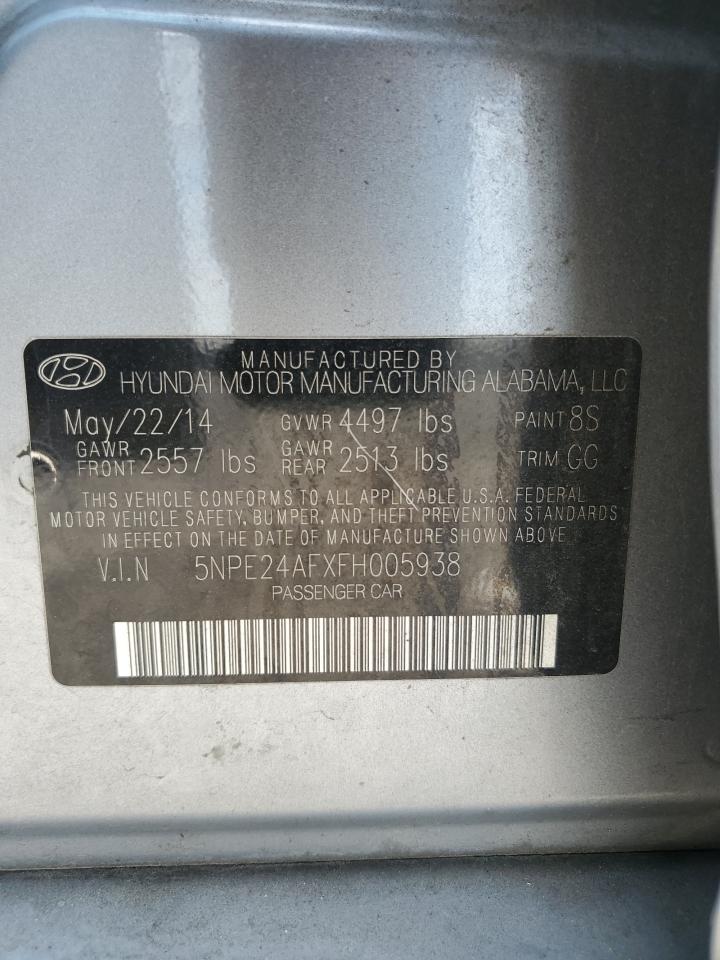 MANUFACTURED BY
HYUNDAI MOTOR MANUFACTURING ALABAMA, LLC
May/22/14 GVWR 4497 lbs PAINT 8S
GAWR FRONT 2557 lbs GAWR REAR 2513 lbs TRIM GG
THIS VEHICLE CONFORMS TO ALL APPLICABLE U.S.A. FEDERAL
MOTOR VEHICLE SAFETY, BUMPER, AND THEFT PREVENTION STANDARDS
IN EFFECT ON THE DATE OF MANUFACTURE SHOWN ABOVE.
V.I.N 5NPE24AFXFH005938
PASSENGER CAR